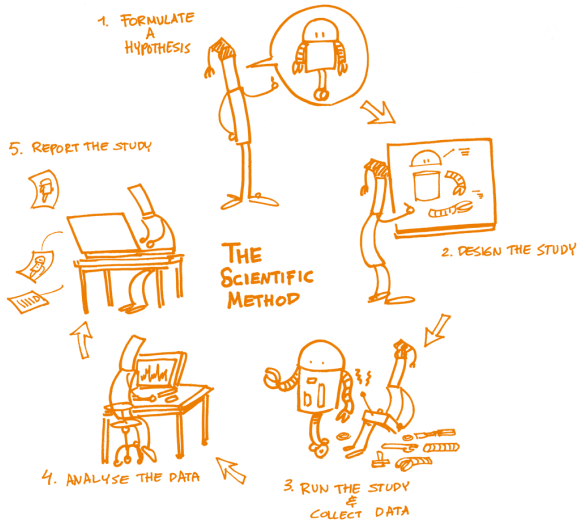 1. FORMULATE
A
HYPOTHESIS
5. REPORT THE STUDY
2. DESIGN THE STUDY
THE
SCIENTIFIC
METHOD
4. ANALYSE THE DATA
3. RUN THE STUDY
&
COLLECT DATA